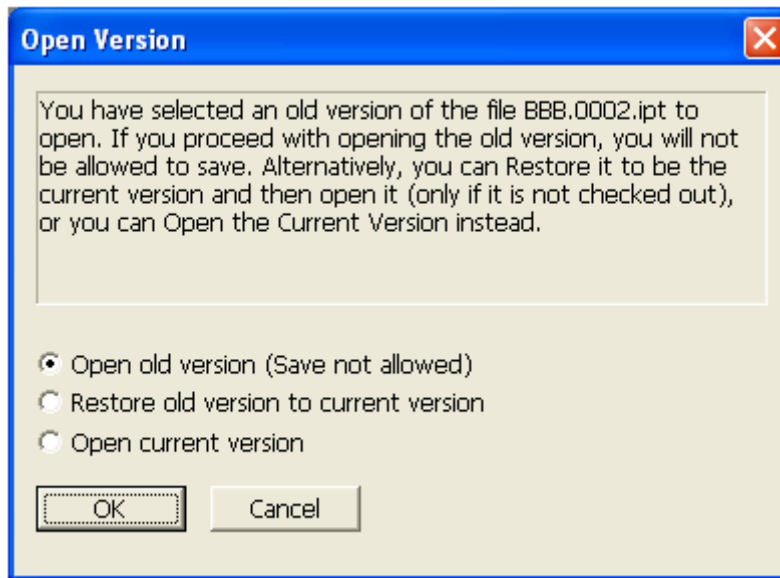 Open Version
You have selected an old version of the file BBB.0002.ipt to
open. If you proceed with opening the old version, you will not
be allowed to save. Alternatively, you can Restore it to be the
current version and then open it (only if it is not checked out),
or you can Open the Current Version instead.
Open old version (Save not allowed)
Restore old version to current version
Open current version
OK Cancel